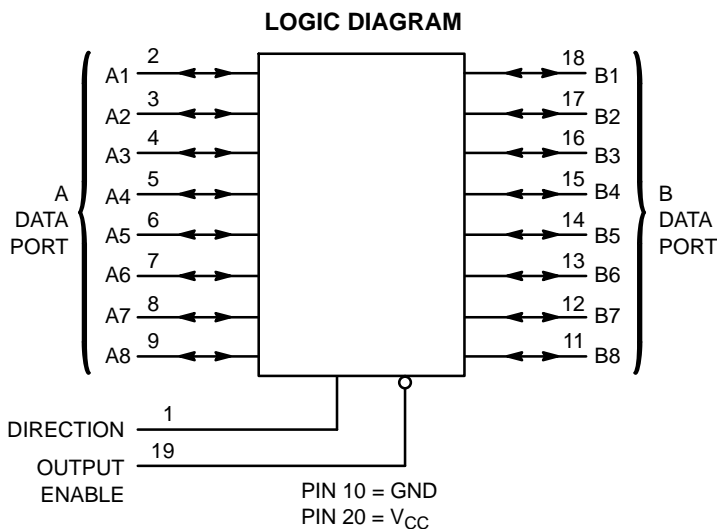 LOGIC DIAGRAM
A1 2 18 B1
A2 3 17 B2
A3 4 16 B3
A4 5 15 B4
A5 6 14 B5
A6 7 13 B6
A7 8 12 B7
A8 9 11 B8
A
DATA
PORT
B
DATA
PORT
DIRECTION 1
OUTPUT
ENABLE
19
PIN 10 = GND
PIN 20 = VCC